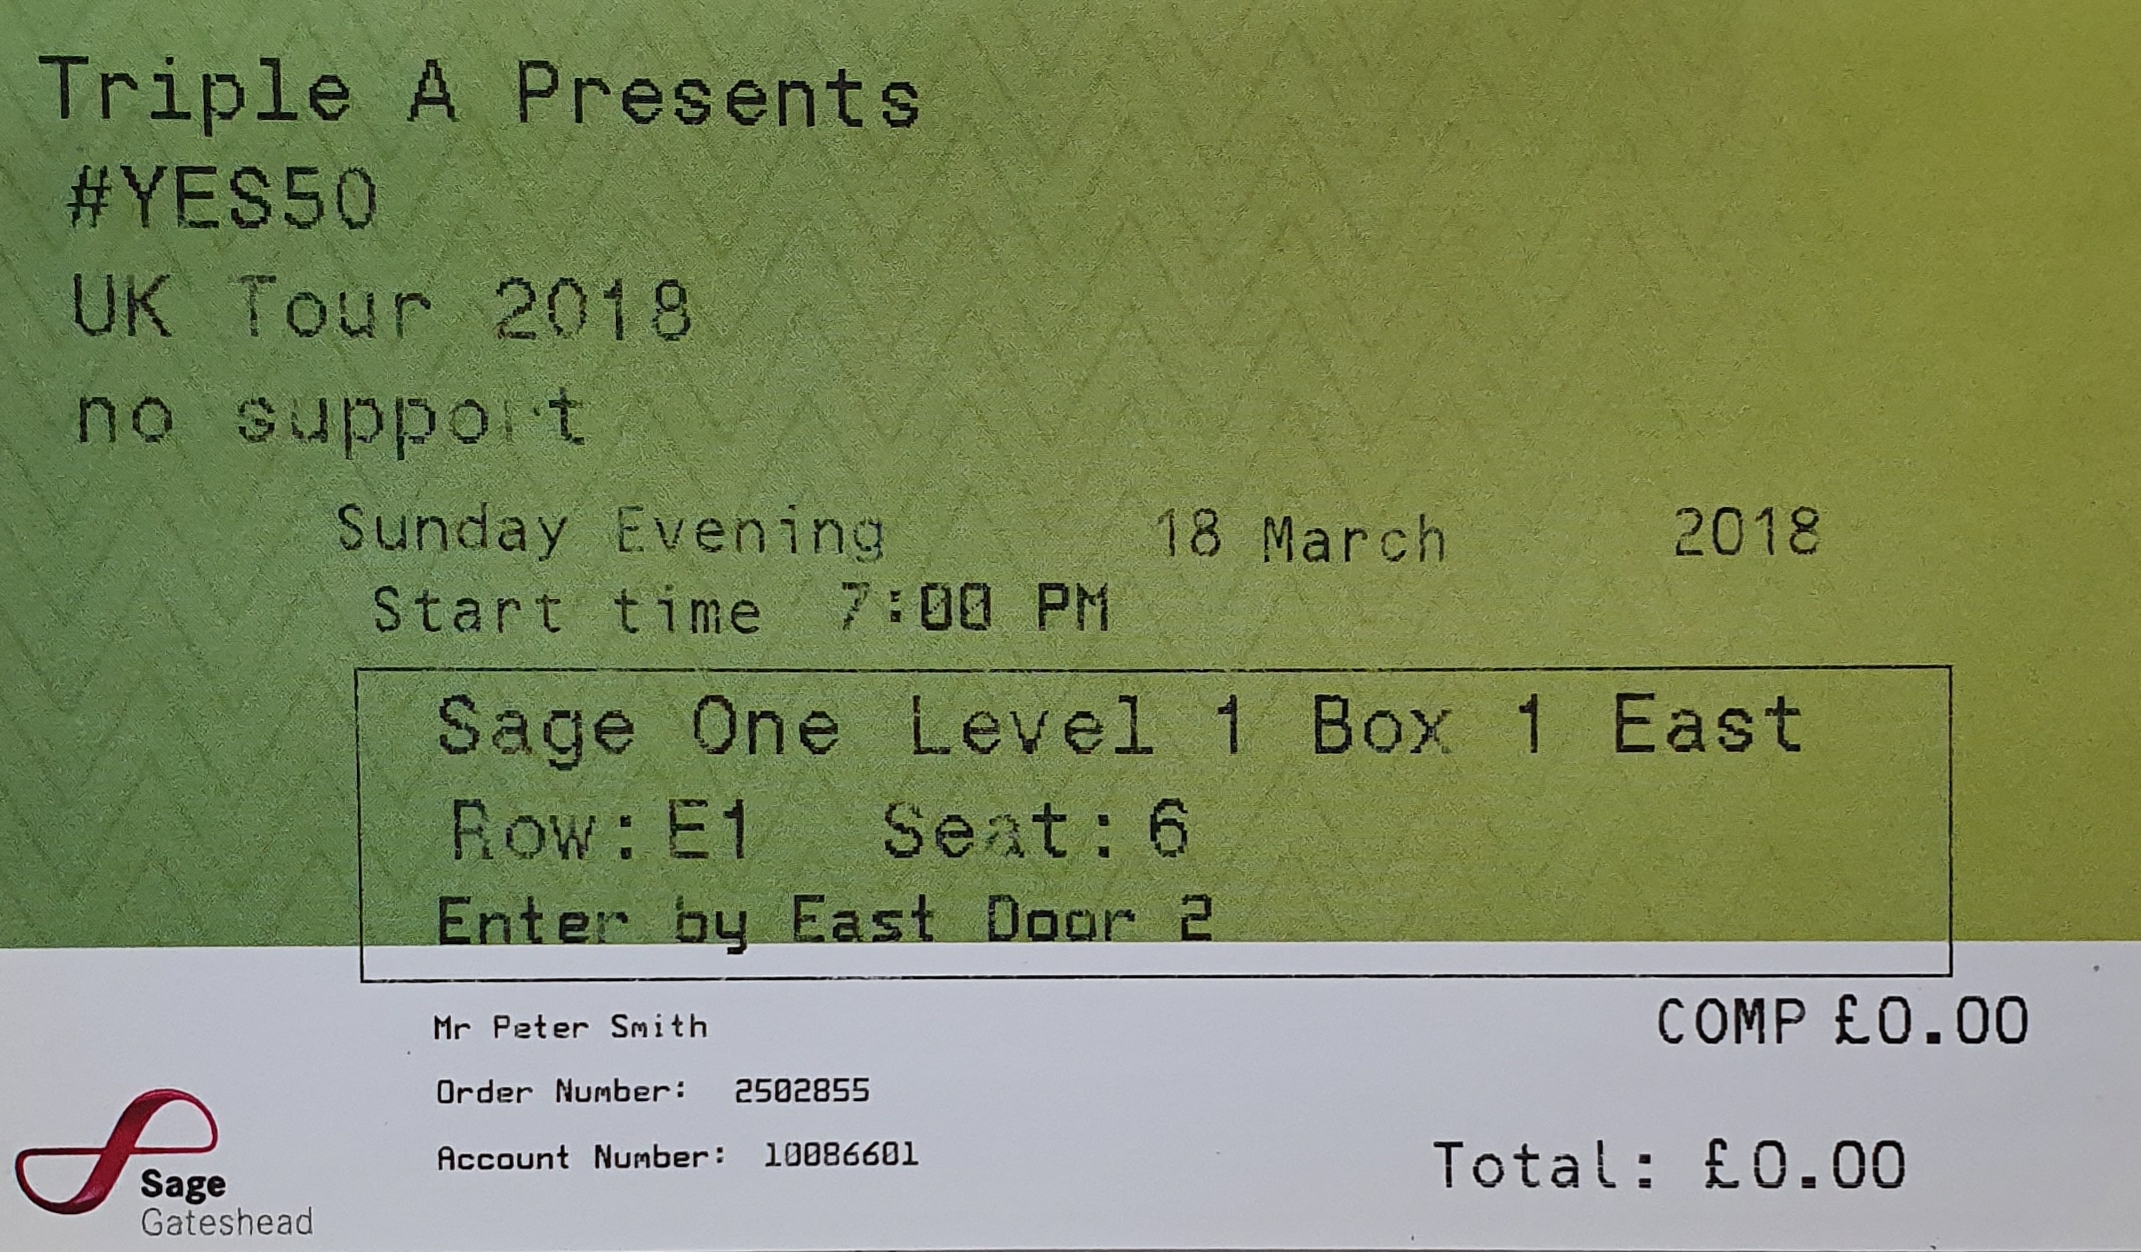 Triple A Presents
#YES50
UK Tour 2018
no support
Sunday Evening 18 March 2018
Start time 7:00 PM
Sage One Level 1 Box 1 East
Row: E1 Seat: 6
Enter by East Door 2
COMP £0.00
Mr Peter Smith
Order Number: 2502855
Account Number: 10086601
Total: £0.00
Sage
Gateshead